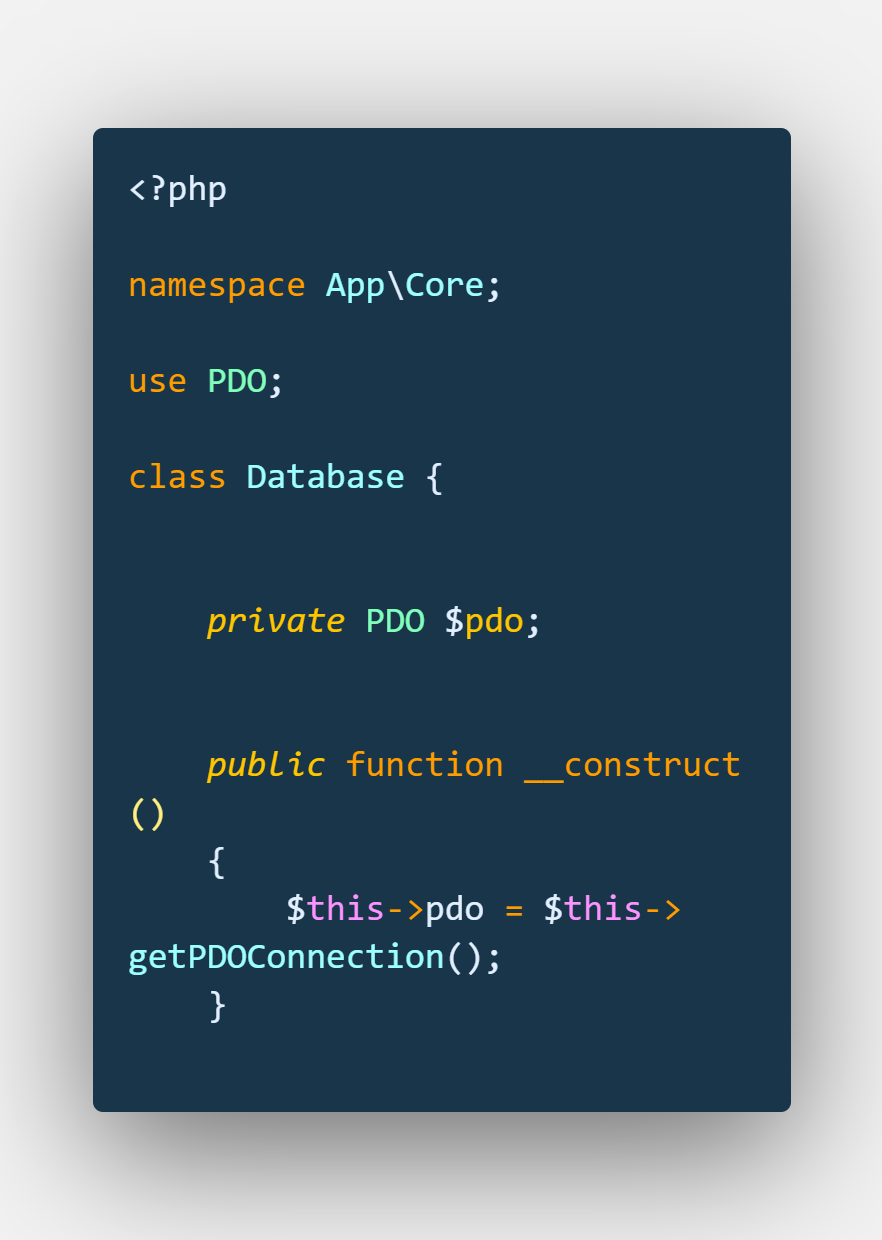 <?php
namespace App\Core;
use PDO;
class Database {
    private PDO $pdo;
    public function __construct
()
    {
        $this->pdo = $this->
getPDOConnection();
    }